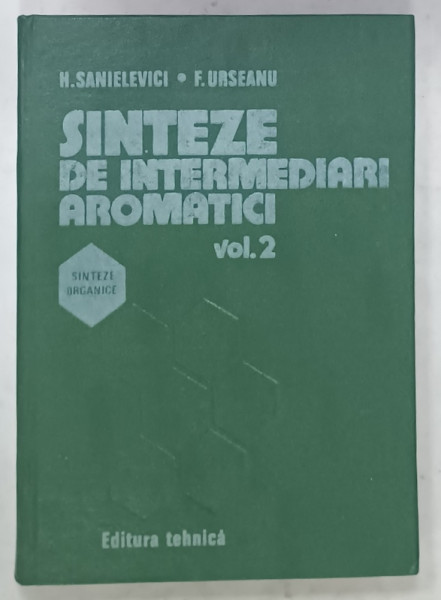 H. SANIELEVICI • F. URSEANU
SINTEZE
DE INTERMEDIARI
AROMATICI
vol. 2
SINTEZE
ORGANICE
Editura tehnică